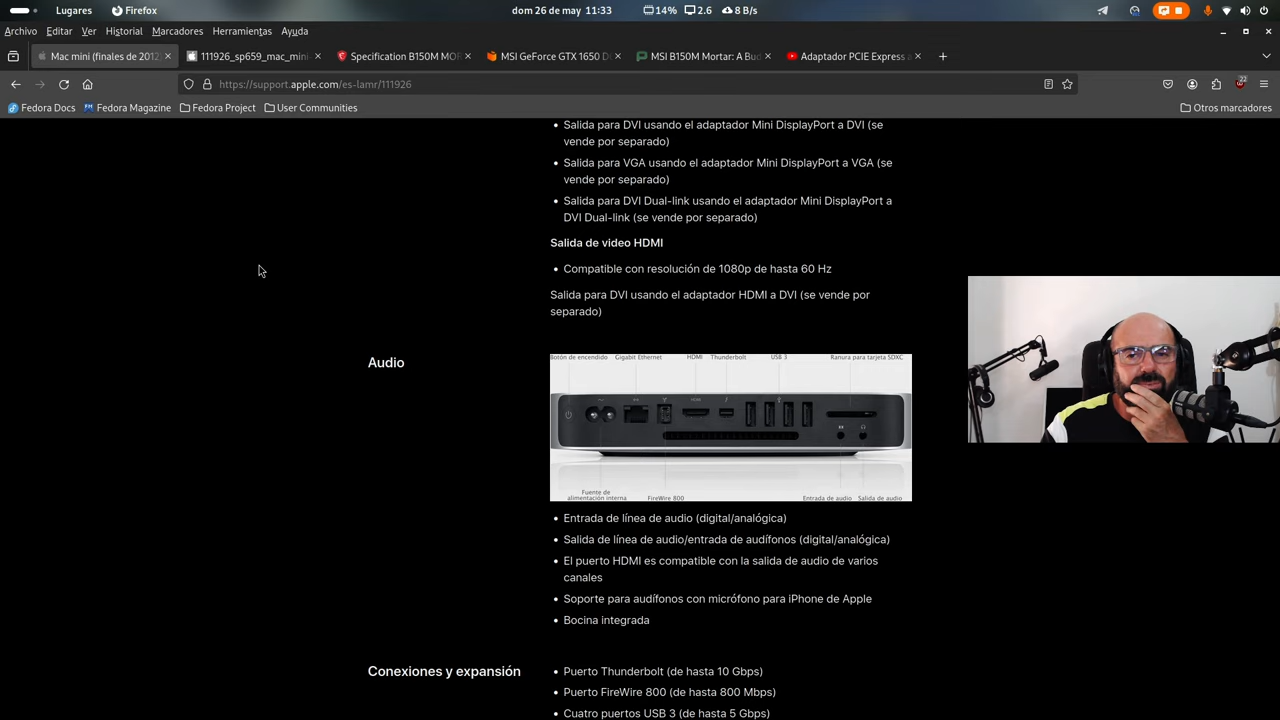 Lugares
Firefox
dom 26 de may 11:33
14%
2.6
8 B/s
Archivo Editar Ver Historial Marcadores Herramientas Ayuda
Mac mini (finales de 2012)
111926_sp659_mac_mini-
Specification B150M MOR
MSI GeForce GTX 1650 D
MSI B150M Mortar: A Bud
Adaptador PCIE Express a
https://support.apple.com/es-lamr/111926
22
Fedora Docs Fedora Magazine Fedora Project User Communities Otros marcadores
• Salida para DVI usando el adaptador Mini DisplayPort a DVI (se
vende por separado)
• Salida para VGA usando el adaptador Mini DisplayPort a VGA (se
vende por separado)
• Salida para DVI Dual-link usando el adaptador Mini DisplayPort a
DVI Dual-link (se vende por separado)
Salida de video HDMI
• Compatible con resolución de 1080p de hasta 60 Hz
Salida para DVI usando el adaptador HDMI a DVI (se vende por
separado)
Audio
Botón de encendido Gigabit Ethernet HDMI Thunderbolt USB 3 Ranura para tarjeta SDXC
Fuente de
alimentación interna FireWire 800 Entrada de audio Salida de audio
• Entrada de línea de audio (digital/analógica)
• Salida de línea de audio/entrada de audífonos (digital/analógica)
• El puerto HDMI es compatible con la salida de audio de varios
canales
• Soporte para audífonos con micrófono para iPhone de Apple
• Bocina integrada
Conexiones y expansión
• Puerto Thunderbolt (de hasta 10 Gbps)
• Puerto FireWire 800 (de hasta 800 Mbps)
• Cuatro puertos USB 3 (de hasta 5 Gbps)